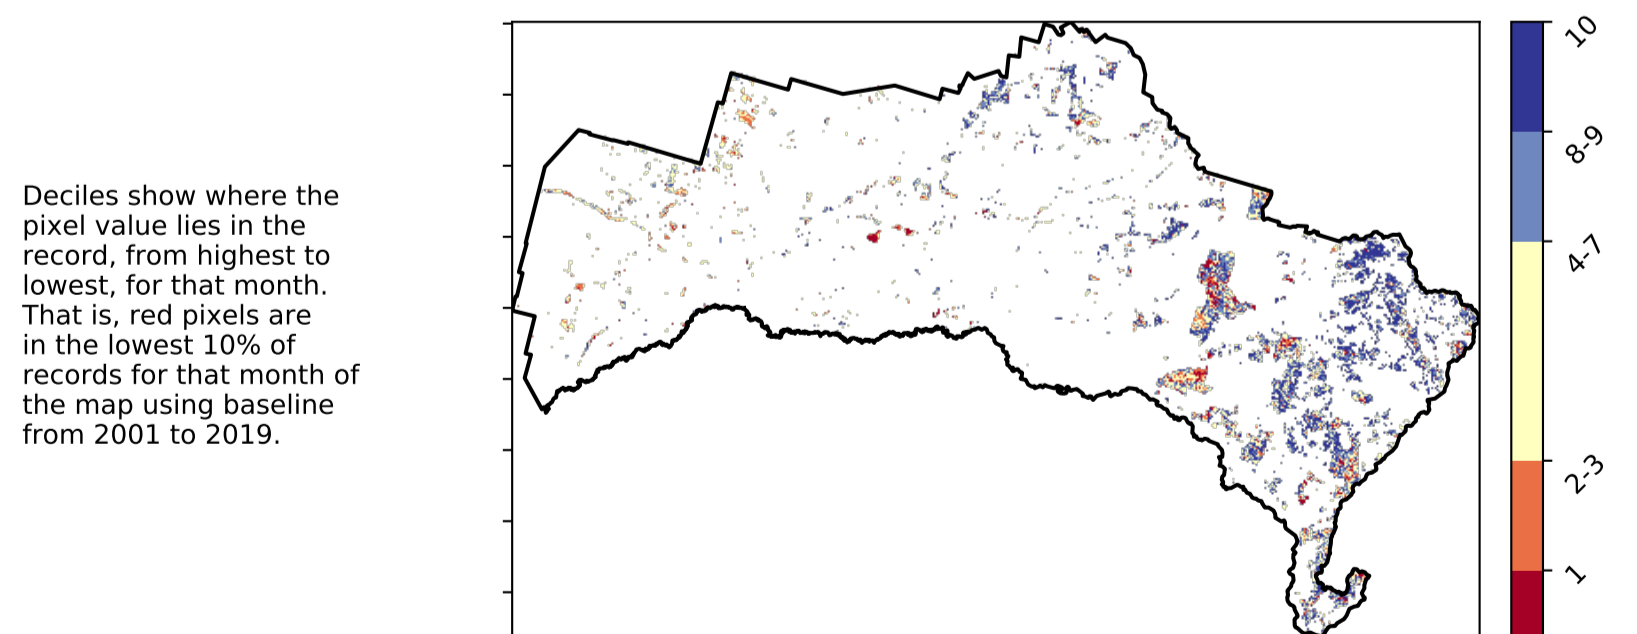 Deciles show where the
pixel value lies in the
record, from highest to
lowest, for that month.
That is, red pixels are
in the lowest 10% of
records for that month of
the map using baseline
from 2001 to 2019.
10
8-9
4-7
2-3
1